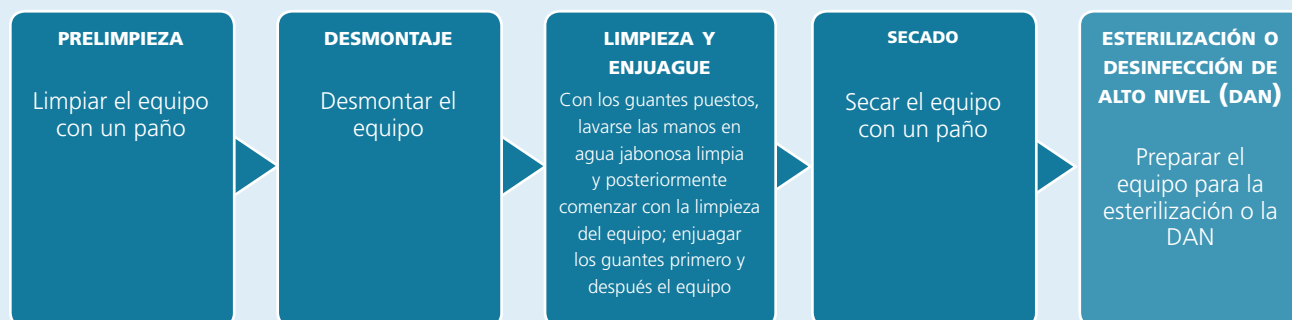 PRELIMPIEZA
Limpiar el equipo
con un paño
DESMONTAJE
Desmontar el
equipo
LIMPIEZA Y
ENJUAGUE
Con los guantes puestos,
lavarse las manos en
agua jabonosa limpia
y posteriormente
comenzar con la limpieza
del equipo; enjuagar
los guantes primero y
después el equipo
SECADO
Secar el equipo
con un paño
ESTERILIZACIÓN O
DESINFECCIÓN DE
ALTO NIVEL (DAN)
Preparar el
equipo para la
esterilización o la
DAN